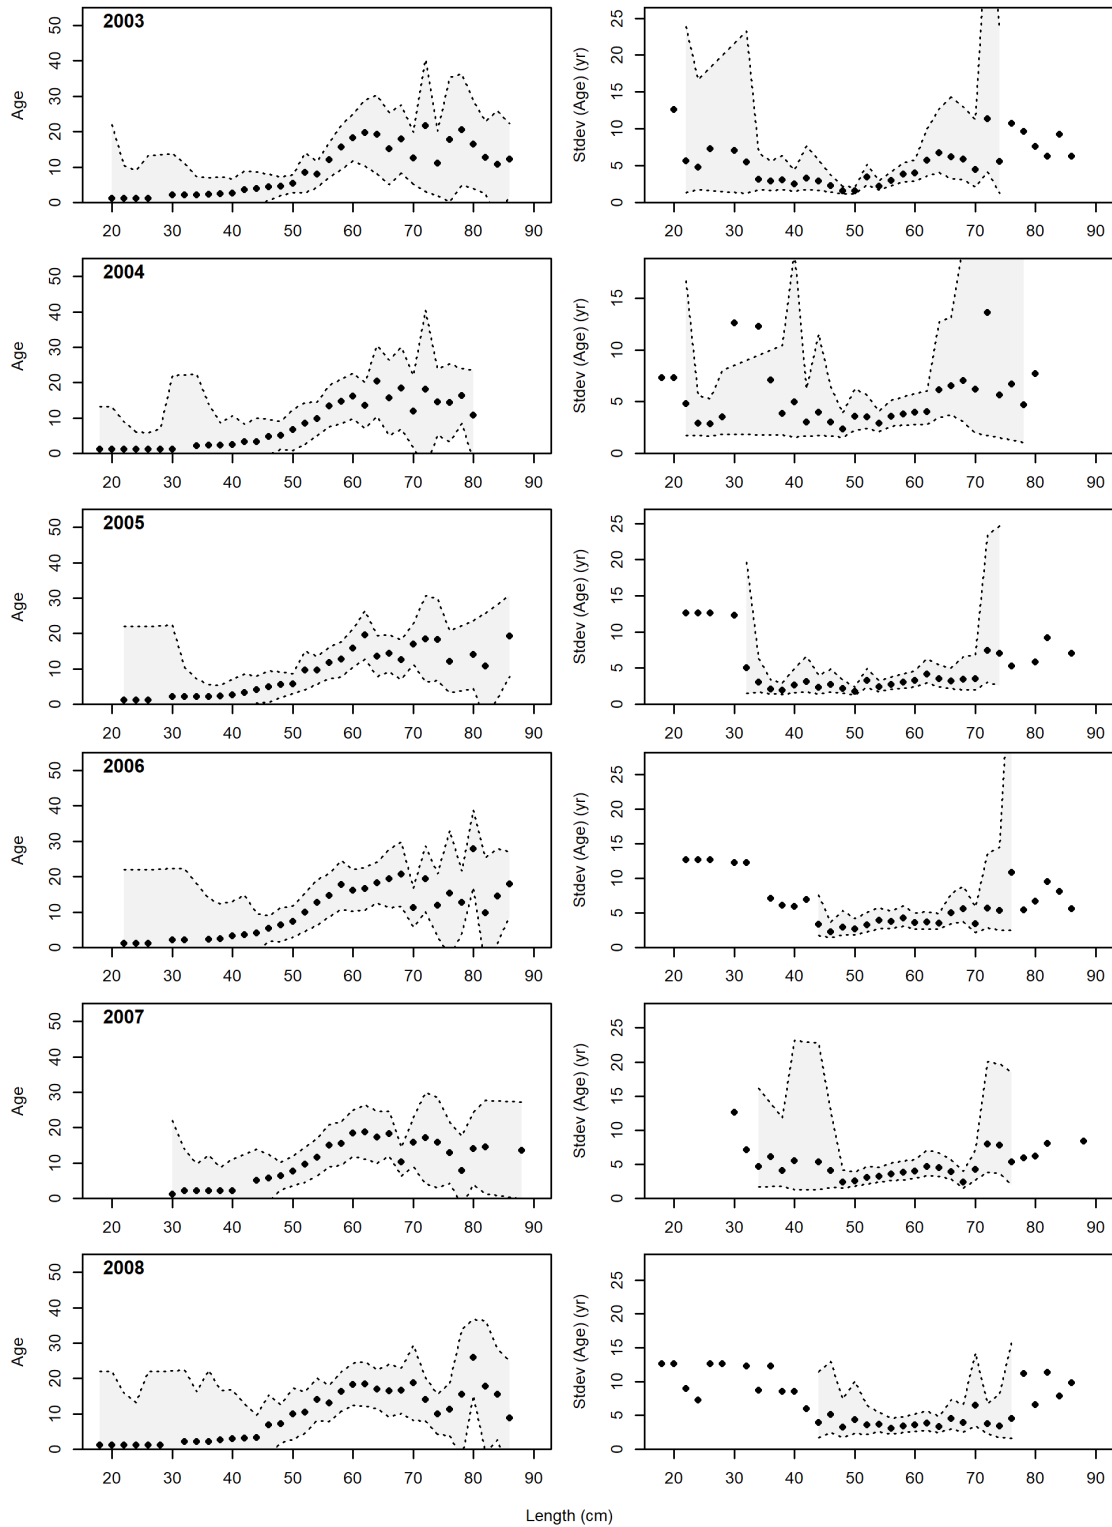 2003
Age
0 10 20 30 40 50
20 30 40 50 60 70 80 90
Stdev (Age) (yr)
0 5 10 15 20 25
20 30 40 50 60 70 80 90
2004
Age
0 10 20 30 40 50
20 30 40 50 60 70 80 90
Stdev (Age) (yr)
0 5 10 15
20 30 40 50 60 70 80 90
2005
Age
0 10 20 30 40 50
20 30 40 50 60 70 80 90
Stdev (Age) (yr)
0 5 10 15 20 25
20 30 40 50 60 70 80 90
2006
Age
0 10 20 30 40 50
20 30 40 50 60 70 80 90
Stdev (Age) (yr)
0 5 10 15 20 25
20 30 40 50 60 70 80 90
2007
Age
0 10 20 30 40 50
20 30 40 50 60 70 80 90
Stdev (Age) (yr)
0 5 10 15 20 25
20 30 40 50 60 70 80 90
2008
Age
0 10 20 30 40 50
20 30 40 50 60 70 80 90
Stdev (Age) (yr)
0 5 10 15 20 25
20 30 40 50 60 70 80 90
Length (cm)